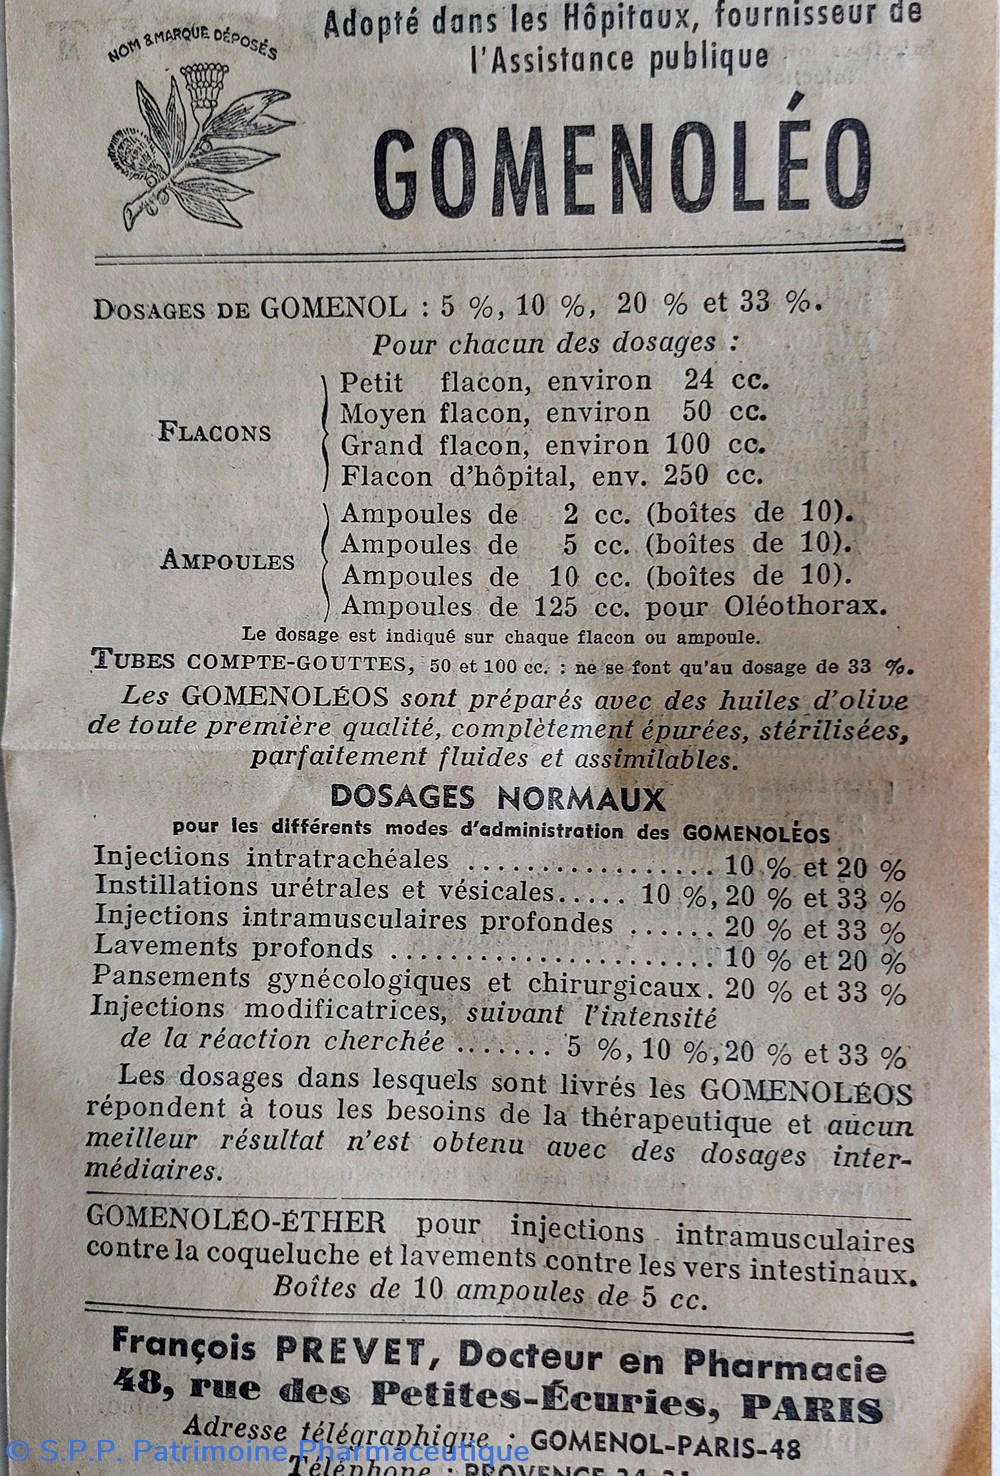 Adopté dans les Hôpitaux, fournisseur de
l'Assistance publique
NOM & MARQUE DÉPOSÉS
GOMENOLÉO
DOSAGES DE GOMENOL : 5 %, 10 %, 20 % et 33 %.
Pour chacun des dosages :
FLACONS
Petit flacon, environ 24 cc.
Moyen flacon, environ 50 cc.
Grand flacon, environ 100 cc.
Flacon d'hôpital, env. 250 cc.
AMPOULES
Ampoules de 2 cc. (boîtes de 10).
Ampoules de 5 cc. (boîtes de 10).
Ampoules de 10 cc. (boîtes de 10).
Ampoules de 125 cc. pour Oléothorax.
Le dosage est indiqué sur chaque flacon ou ampoule.
TUBES COMPTE-GOUTTES, 50 et 100 cc. : ne se font qu'au dosage de 33 %.
Les GOMENOLÉOS sont préparés avec des huiles d'olive
de toute première qualité, complètement épurées, stérilisées,
parfaitement fluides et assimilables.
DOSAGES NORMAUX
pour les différents modes d'administration des GOMENOLÉOS
Injections intratrachéales ................. 10 % et 20 %
Instillations urétrales et vésicales..... 10 %, 20 % et 33 %
Injections intramusculaires profondes ...... 20 % et 33 %
Lavements profonds ....................... 10 % et 20 %
Pansements gynécologiques et chirurgicaux. 20 % et 33 %
Injections modificatrices, suivant l'intensité
de la réaction cherchée ....... 5 %, 10 %, 20 % et 33 %
Les dosages dans lesquels sont livrés les GOMENOLÉOS
répondent à tous les besoins de la thérapeutique et aucun
meilleur résultat n'est obtenu avec des dosages inter-
médiaires.
GOMENOLÉO-ÉTHER pour injections intramusculaires
contre la coqueluche et lavements contre les vers intestinaux.
Boîtes de 10 ampoules de 5 cc.
François PREVET, Docteur en Pharmacie
48, rue des Petites-Écuries, PARIS
Adresse télégraphique : GOMENOL-PARIS-48
© S.P.P. Patrimoine Pharmaceutique
Téléphone : PROVENCE